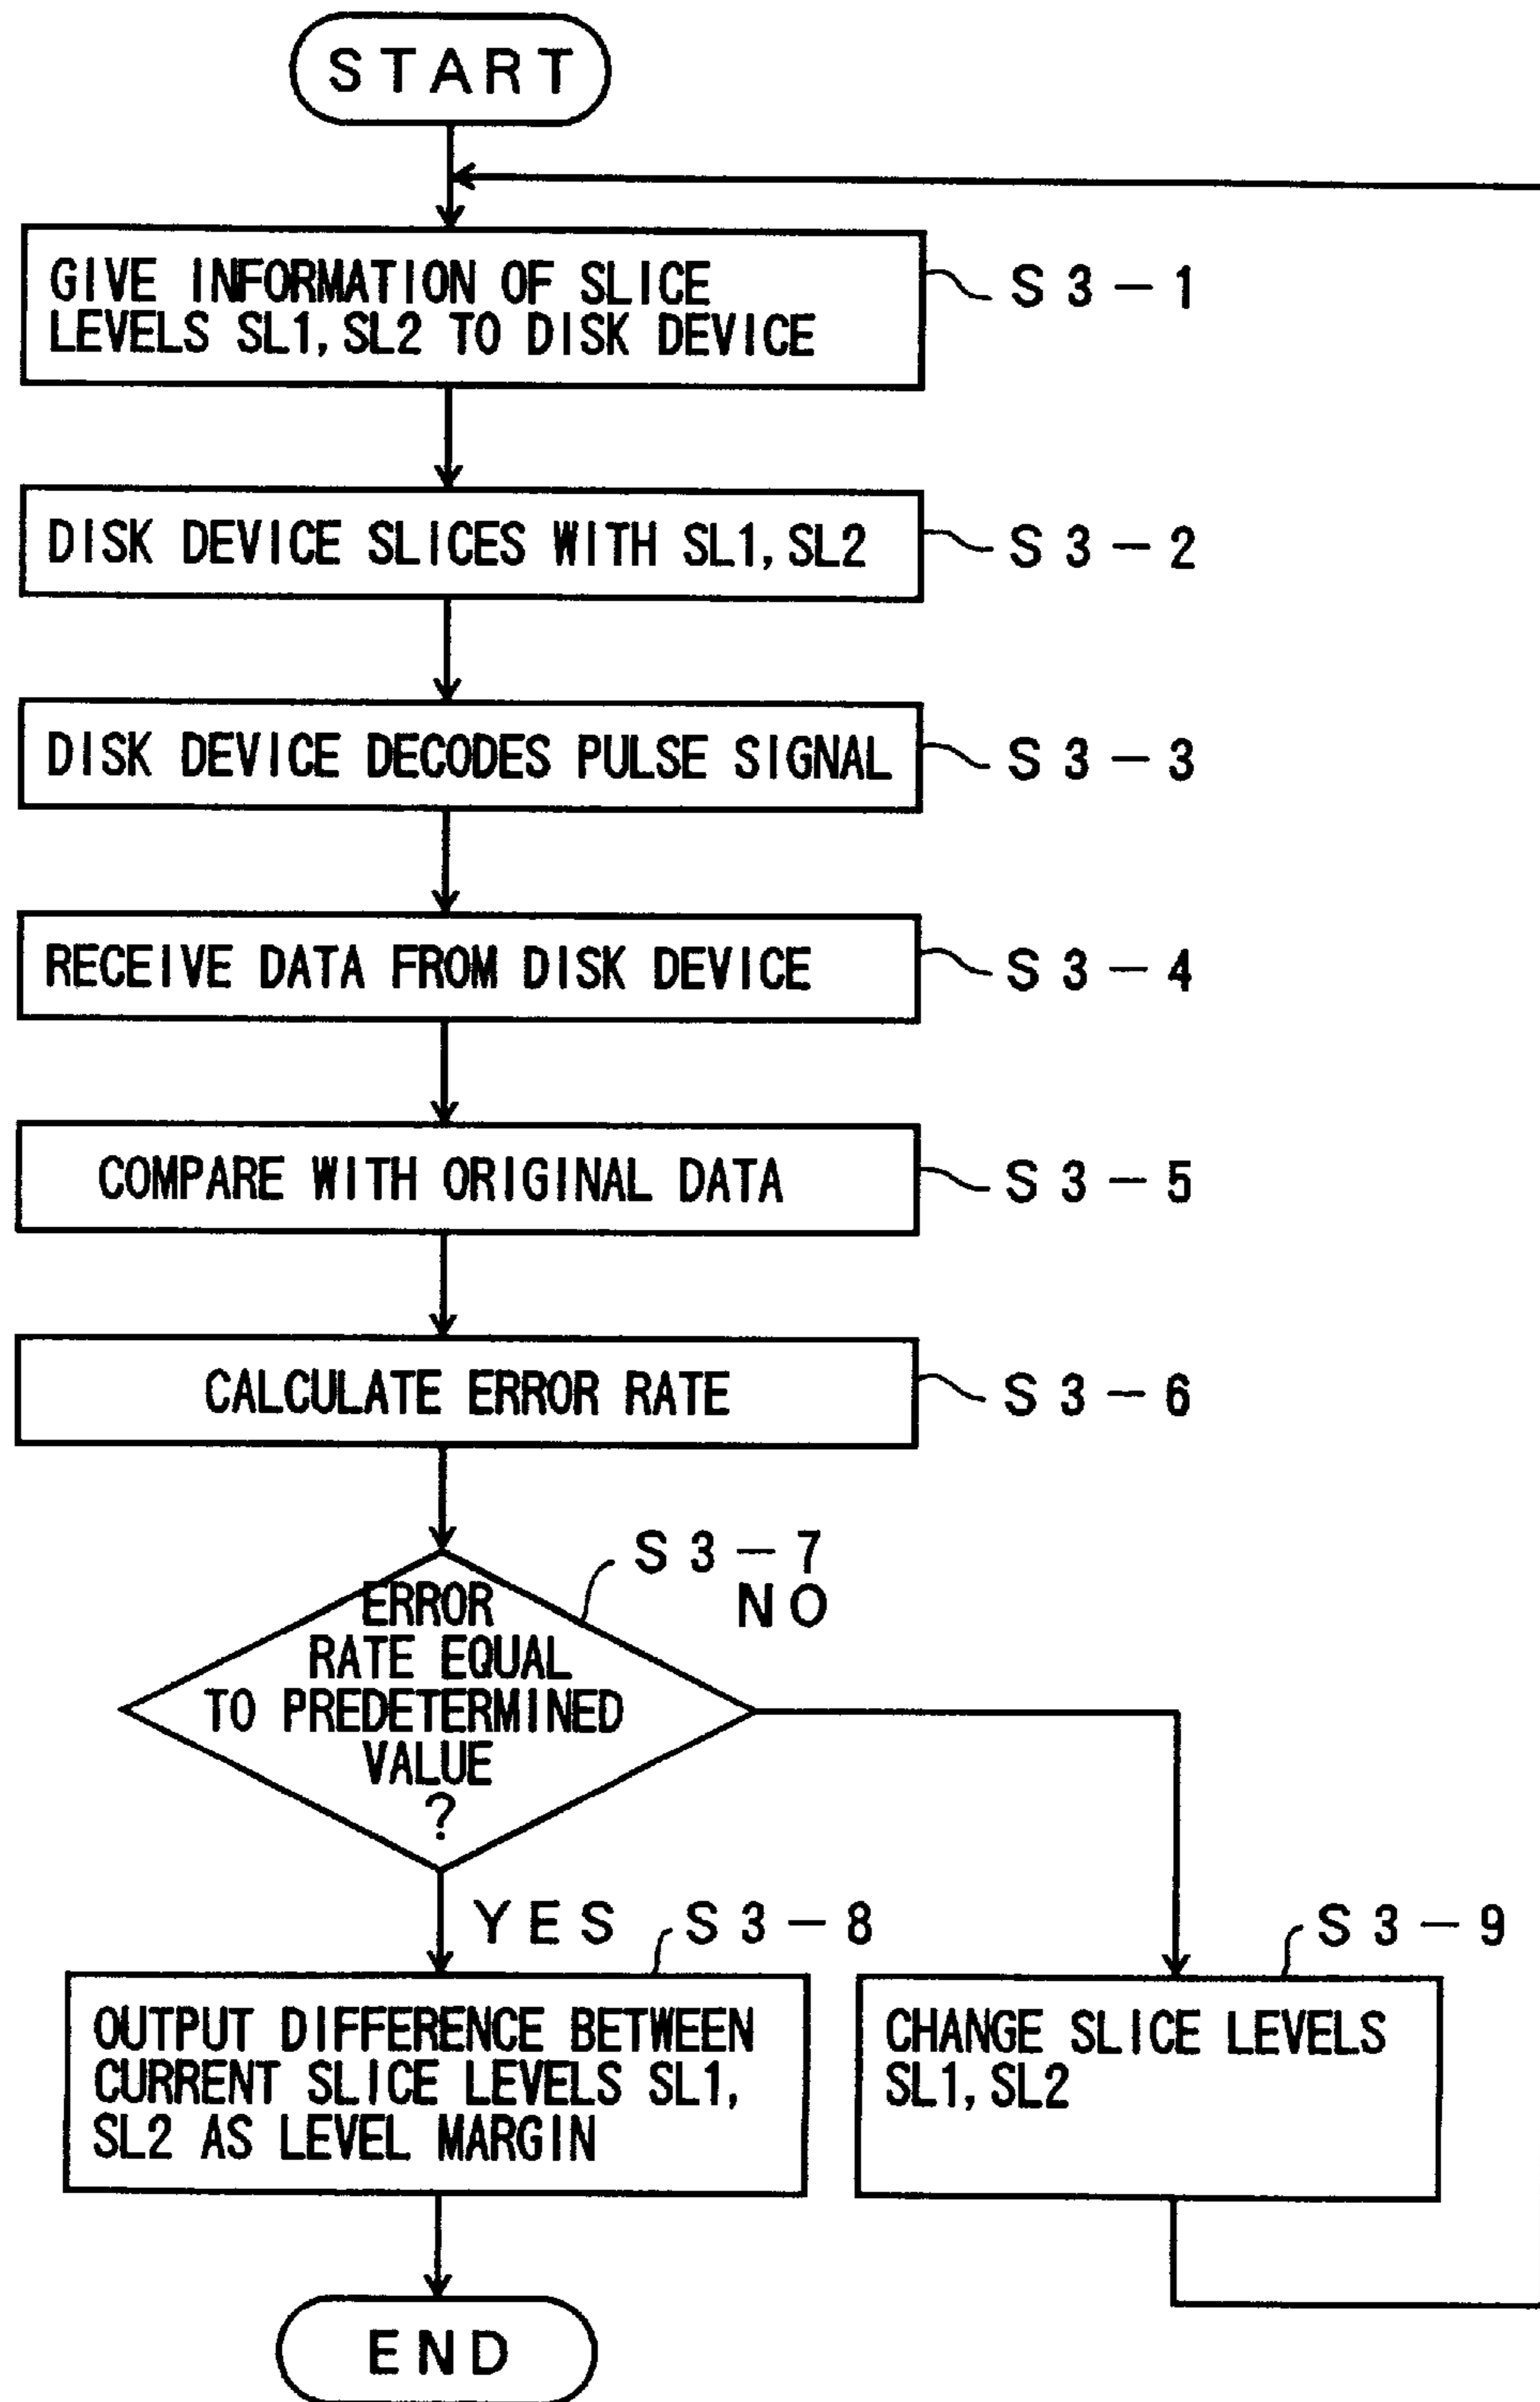 START
GIVE INFORMATION OF SLICE
LEVELS SL1, SL2 TO DISK DEVICE
S3-1
DISK DEVICE SLICES WITH SL1, SL2
S3-2
DISK DEVICE DECODES PULSE SIGNAL
S3-3
RECEIVE DATA FROM DISK DEVICE
S3-4
COMPARE WITH ORIGINAL DATA
S3-5
CALCULATE ERROR RATE
S3-6
S3-7
NO
ERROR
RATE EQUAL
TO PREDETERMINED
VALUE
?
YES
S3-8
OUTPUT DIFFERENCE BETWEEN
CURRENT SLICE LEVELS SL1,
SL2 AS LEVEL MARGIN
S3-9
CHANGE SLICE LEVELS
SL1, SL2
END